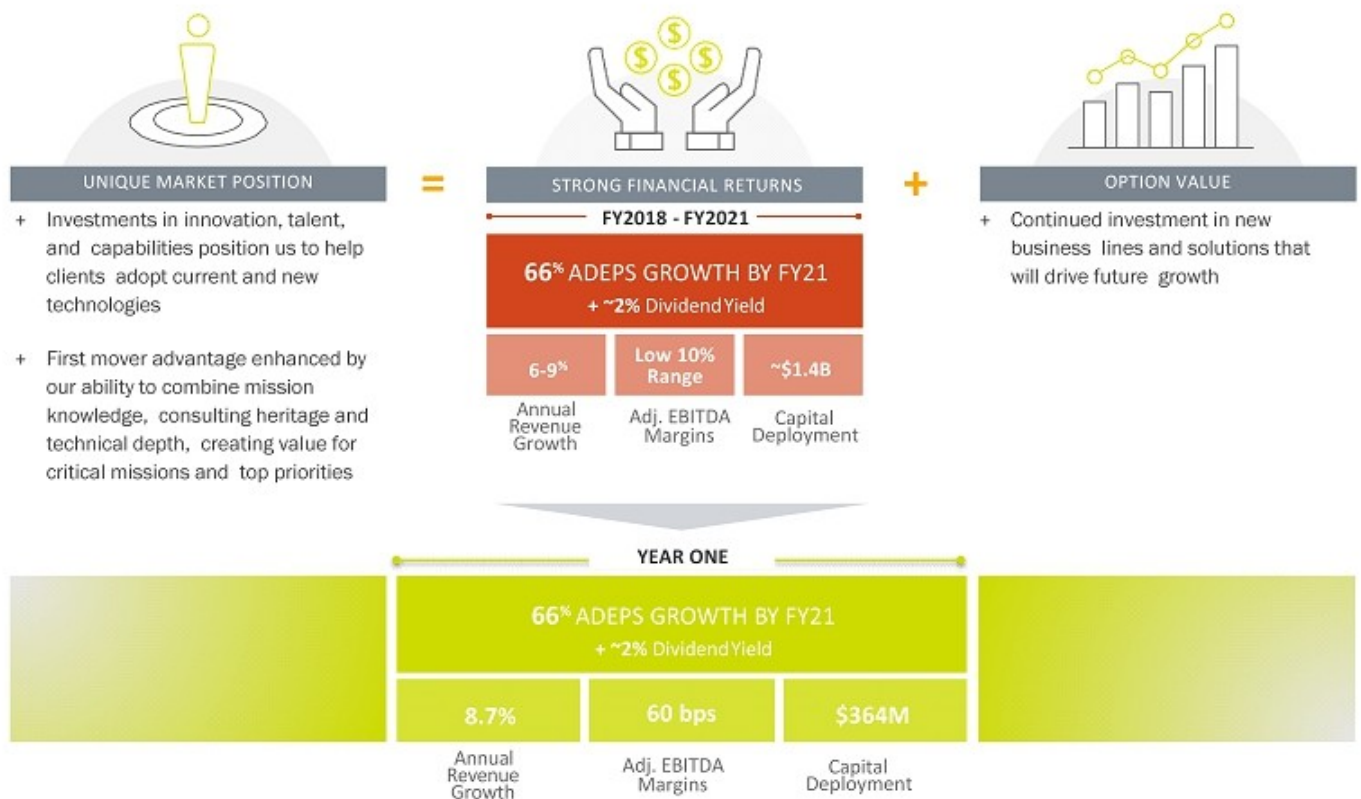 $
$
$
$
UNIQUE MARKET POSITION
+ Investments in innovation, talent,
and capabilities position us to help
clients adopt current and new
technologies
+ First mover advantage enhanced by
our ability to combine mission
knowledge, consulting heritage and
technical depth, creating value for
critical missions and top priorities
=
STRONG FINANCIAL RETURNS
FY2018 - FY2021
66% ADEPS GROWTH BY FY21
+ ~2% Dividend Yield
6-9%
Annual
Revenue
Growth
Low 10%
Range
Adj. EBITDA
Margins
~$1.4B
Capital
Deployment
+
OPTION VALUE
+ Continued investment in new
business lines and solutions that
will drive future growth
YEAR ONE
66% ADEPS GROWTH BY FY21
+ ~2% Dividend Yield
8.7%
Annual
Revenue
Growth
60 bps
Adj. EBITDA
Margins
$364M
Capital
Deployment